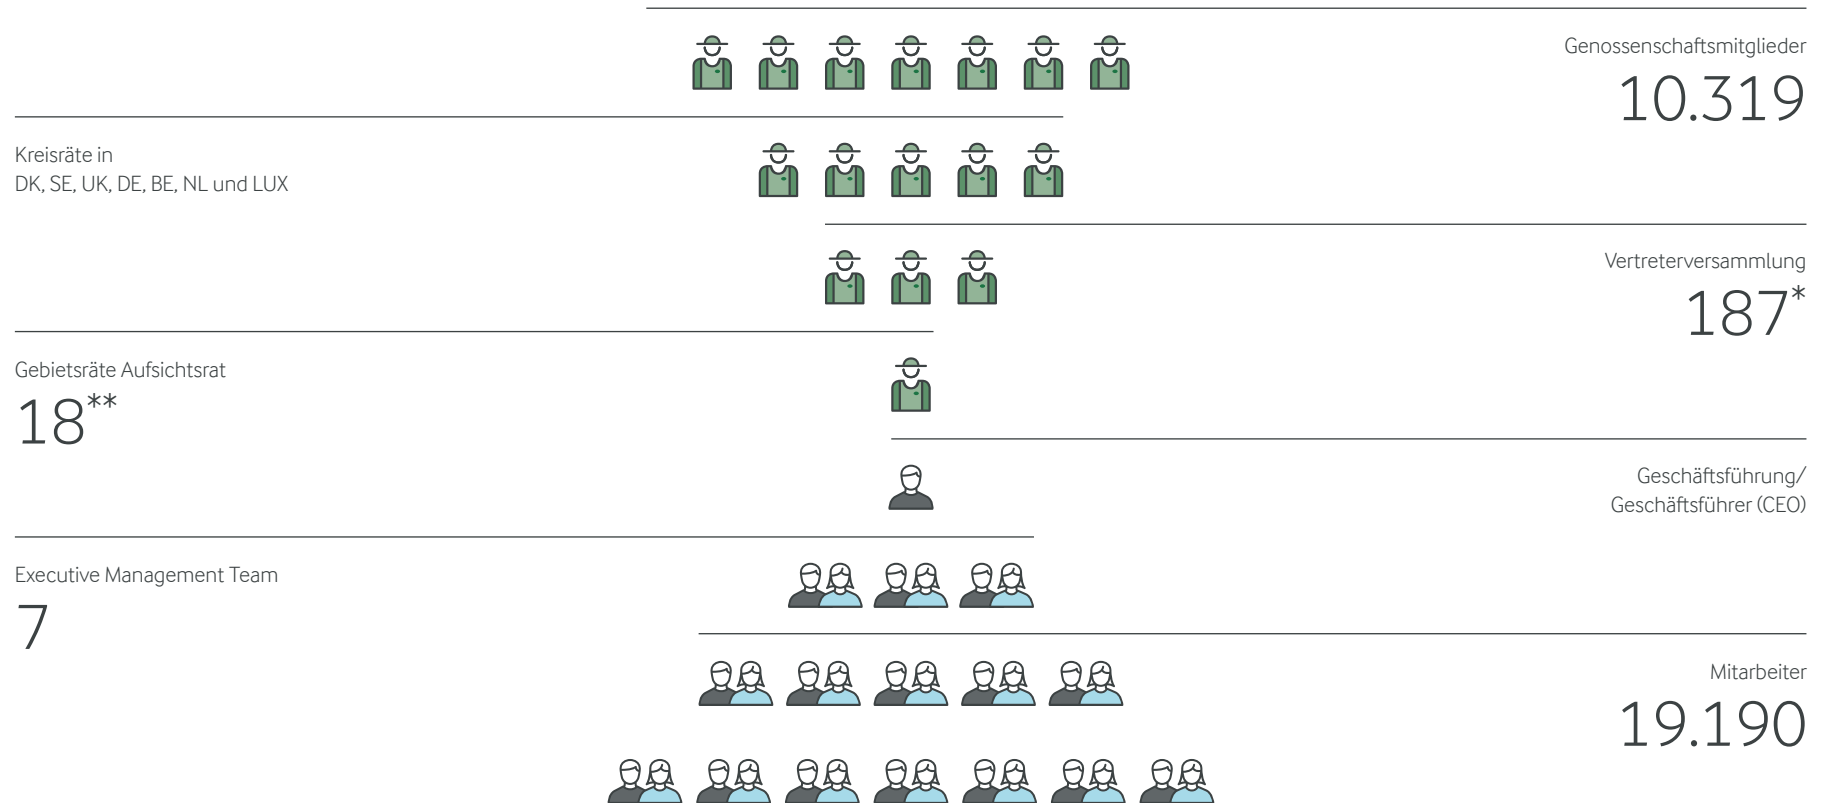 Genossenschaftsmitglieder
10.319
Kreisräte in
DK, SE, UK, DE, BE, NL und LUX
Vertreterversammlung
187*
Gebietsräte Aufsichtsrat
18**
Geschäftsführung/
Geschäftsführer (CEO)
Executive Management Team
7
Mitarbeiter
19.190